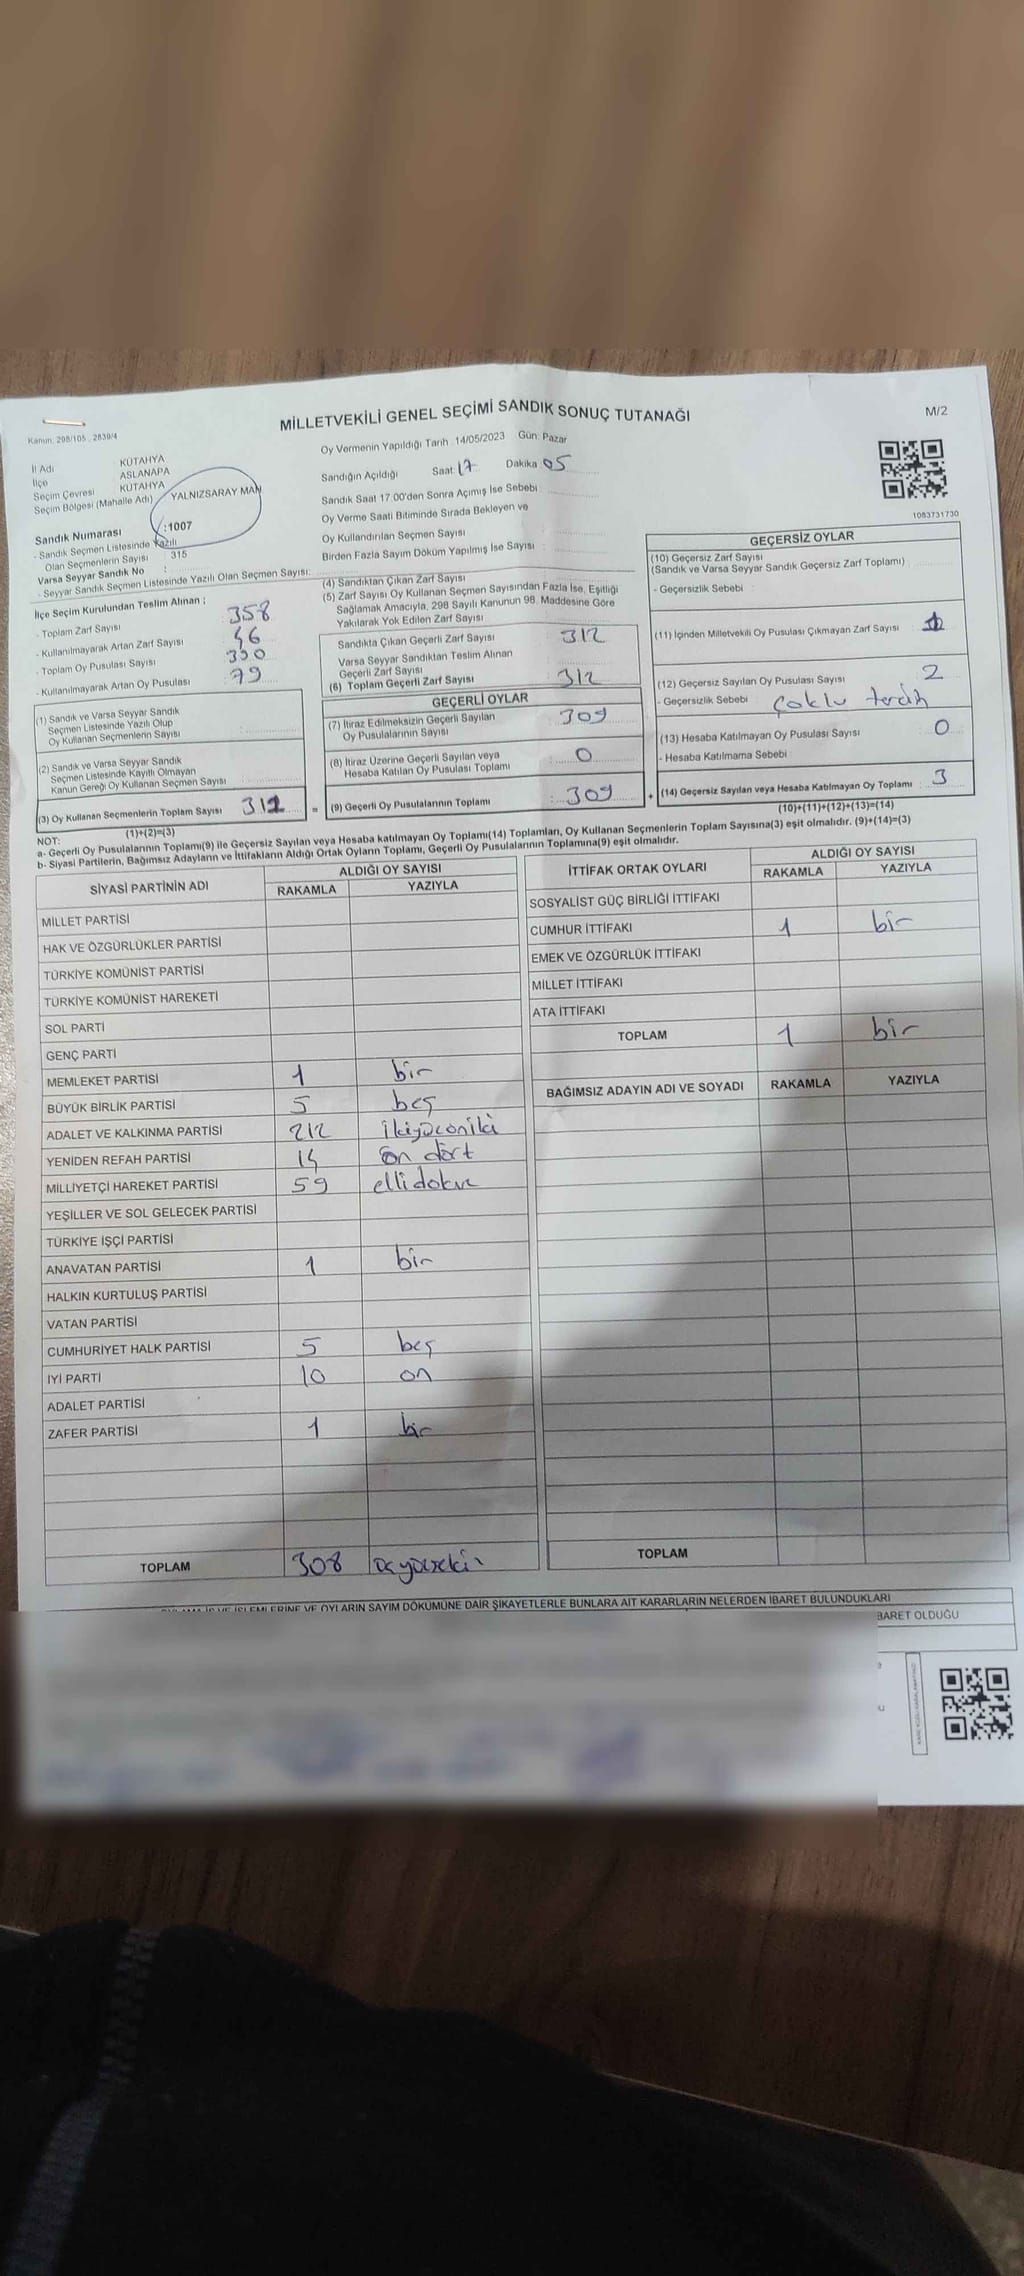 MİLLETVEKİLİ GENEL SEÇİMİ SANDIK SONUÇ TUTANAĞI
M/2
Kanun, 298/105 , 2839/4
İl Adı KÜTAHYA
İlçe ASLANAPA
Seçim Çevresi KÜTAHYA
Seçim Bölgesi (Mahalle Adı) YALNIZSARAY MAH
Sandık Numarası :1007
- Sandık Seçmen Listesinde Yazılı
Olan Seçmenlerin Sayısı : 315
Varsa Seyyar Sandık No :
- Seyyar Sandık Seçmen Listesinde Yazılı Olan Seçmen Sayısı:
Oy Vermenin Yapıldığı Tarih :14/05/2023 Gün: Pazar
Sandığın Açıldığı Saat: 17 Dakika: 05
Sandık Saat 17.00'den Sonra Açımış İse Sebebi :
Oy Verme Saati Bitiminde Sırada Bekleyen ve
Oy Kullandırılan Seçmen Sayısı :
Birden Fazla Sayım Döküm Yapılmış İse Sayısı :
1083731730
İlçe Seçim Kurulundan Teslim Alınan ;
- Toplam Zarf Sayısı : 358
- Kullanılmayarak Artan Zarf Sayısı : 46
- Toplam Oy Pusulası Sayısı : 390
- Kullanılmayarak Artan Oy Pusulası : 79
(1) Sandık ve Varsa Seyyar Sandık
Seçmen Listesinde Yazılı Olup
Oy Kullanan Seçmenlerin Sayısı :
(2) Sandık ve Varsa Seyyar Sandık
Seçmen Listesinde Kayıtlı Olmayan
Kanun Gereği Oy Kullanan Seçmen Sayısı :
(3) Oy Kullanan Seçmenlerin Toplam Sayısı : 312 =
(1)+(2)=(3)
(4) Sandıktan Çıkan Zarf Sayısı :
(5) Zarf Sayısı Oy Kullanan Seçmen Sayısından Fazla İse, Eşitliği
Sağlamak Amacıyla, 298 Sayılı Kanunun 98. Maddesine Göre
Yakılarak Yok Edilen Zarf Sayısı :
Sandıkta Çıkan Geçerli Zarf Sayısı : 312
Varsa Seyyar Sandıktan Teslim Alınan
Geçerli Zarf Sayısı :
(6) Toplam Geçerli Zarf Sayısı : 312
GEÇERLİ OYLAR
(7) İtiraz Edilmeksizin Geçerli Sayılan
Oy Pusulalarının Sayısı : 309
(8) İtiraz Üzerine Geçerli Sayılan veya
Hesaba Katılan Oy Pusulası Toplamı : 0
(9) Geçerli Oy Pusulalarının Toplamı : 309 +
GEÇERSİZ OYLAR
(10) Geçersiz Zarf Sayısı
(Sandık ve Varsa Seyyar Sandık Geçersiz Zarf Toplamı) :
- Geçersizlik Sebebi :
(11) İçinden Milletvekili Oy Pusulası Çıkmayan Zarf Sayısı : 1
(12) Geçersiz Sayılan Oy Pusulası Sayısı : 2
- Geçersizlik Sebebi : Çoklu tercih
(13) Hesaba Katılmayan Oy Pusulası Sayısı : 0
- Hesaba Katılmama Sebebi :
(14) Geçersiz Sayılan veya Hesaba Katılmayan Oy Toplamı : 3
(10)+(11)+(12)+(13)=(14)
NOT:
a- Geçerli Oy Pusulalarının Toplamı(9) ile Geçersiz Sayılan veya Hesaba katılmayan Oy Toplamı(14) Toplamları, Oy Kullanan Seçmenlerin Toplam Sayısına(3) eşit olmalıdır. (9)+(14)=(3)
b- Siyasi Partilerin, Bağımsız Adayların ve İttifakların Aldığı Ortak Oyların Toplamı, Geçerli Oy Pusulalarının Toplamına(9) eşit olmalıdır.
SİYASİ PARTİNİN ADI ALDIĞI OY SAYISI
RAKAMLA YAZIYLA
MİLLET PARTİSİ
HAK VE ÖZGÜRLÜKLER PARTİSİ
TÜRKİYE KOMÜNİST PARTİSİ
TÜRKİYE KOMÜNİST HAREKETİ
SOL PARTİ
GENÇ PARTİ
MEMLEKET PARTİSİ 1 bir
BÜYÜK BİRLİK PARTİSİ 5 beş
ADALET VE KALKINMA PARTİSİ 212 ikiyüzoniki
YENİDEN REFAH PARTİSİ 14 on dört
MİLLİYETÇİ HAREKET PARTİSİ 59 ellidokuz
YEŞİLLER VE SOL GELECEK PARTİSİ
TÜRKİYE İŞÇİ PARTİSİ
ANAVATAN PARTİSİ 1 bir
HALKIN KURTULUŞ PARTİSİ
VATAN PARTİSİ
CUMHURİYET HALK PARTİSİ 5 beş
İYİ PARTİ 10 on
ADALET PARTİSİ
ZAFER PARTİSİ 1 bir
TOPLAM 308 üçyüzsekiz
İTTİFAK ORTAK OYLARI ALDIĞI OY SAYISI
RAKAMLA YAZIYLA
SOSYALİST GÜÇ BİRLİĞİ İTTİFAKI
CUMHUR İTTİFAKI 1 bir
EMEK VE ÖZGÜRLÜK İTTİFAKI
MİLLET İTTİFAKI
ATA İTTİFAKI
TOPLAM 1 bir
BAĞIMSIZ ADAYIN ADI VE SOYADI RAKAMLA YAZIYLA
TOPLAM
İŞLEMLERİNE VE OYLARIN SAYIM DÖKÜMÜNE DAİR ŞİKAYETLERLE BUNLARA AİT KARARLARIN NELERDEN İBARET BULUNDUKLARI
BARET OLDUĞU